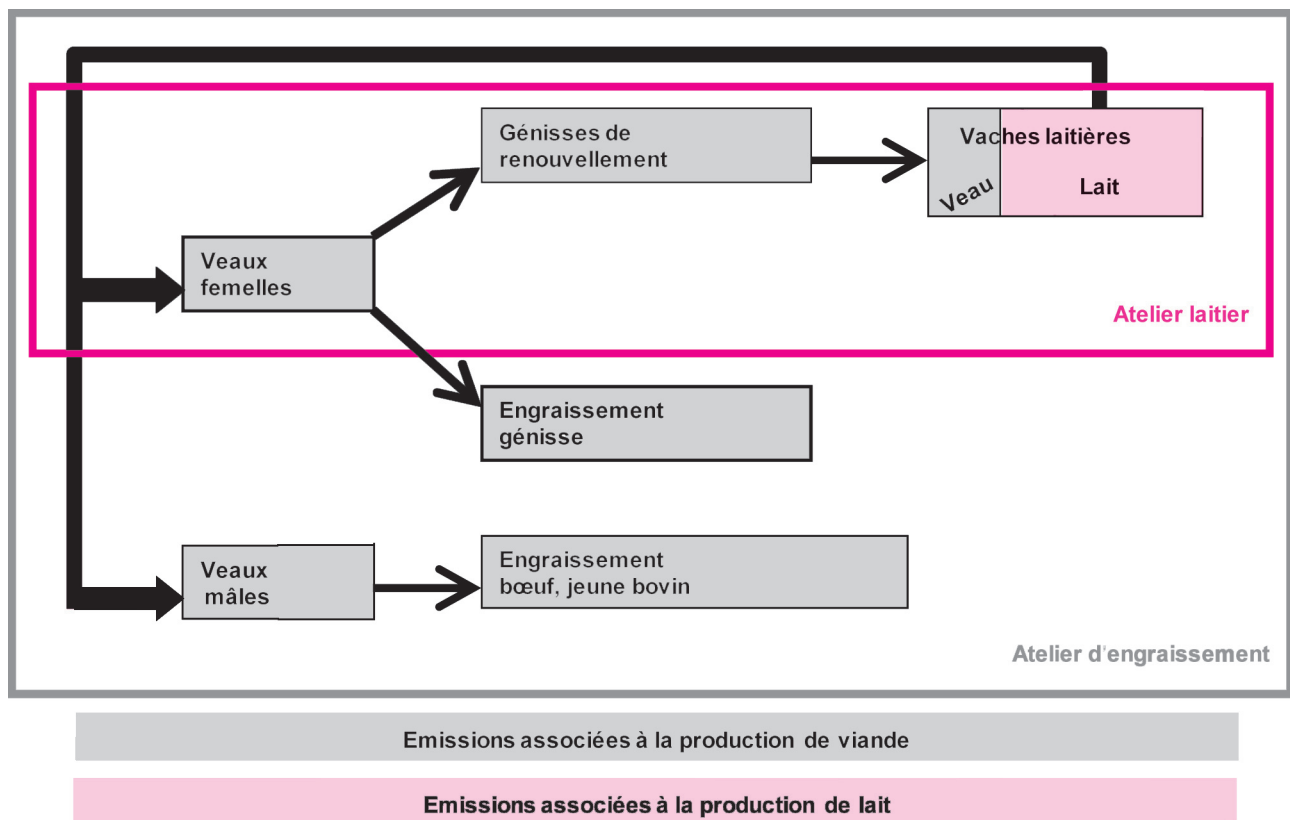 Génisses de
renouvellement
Vaches laitières
Veau
Lait
Veaux
femelles
Atelier laitier
Engraissement
génisse
Veaux
mâles
Engraissement
bœuf, jeune bovin
Atelier d'engraissement
Emissions associées à la production de viande
Emissions associées à la production de lait